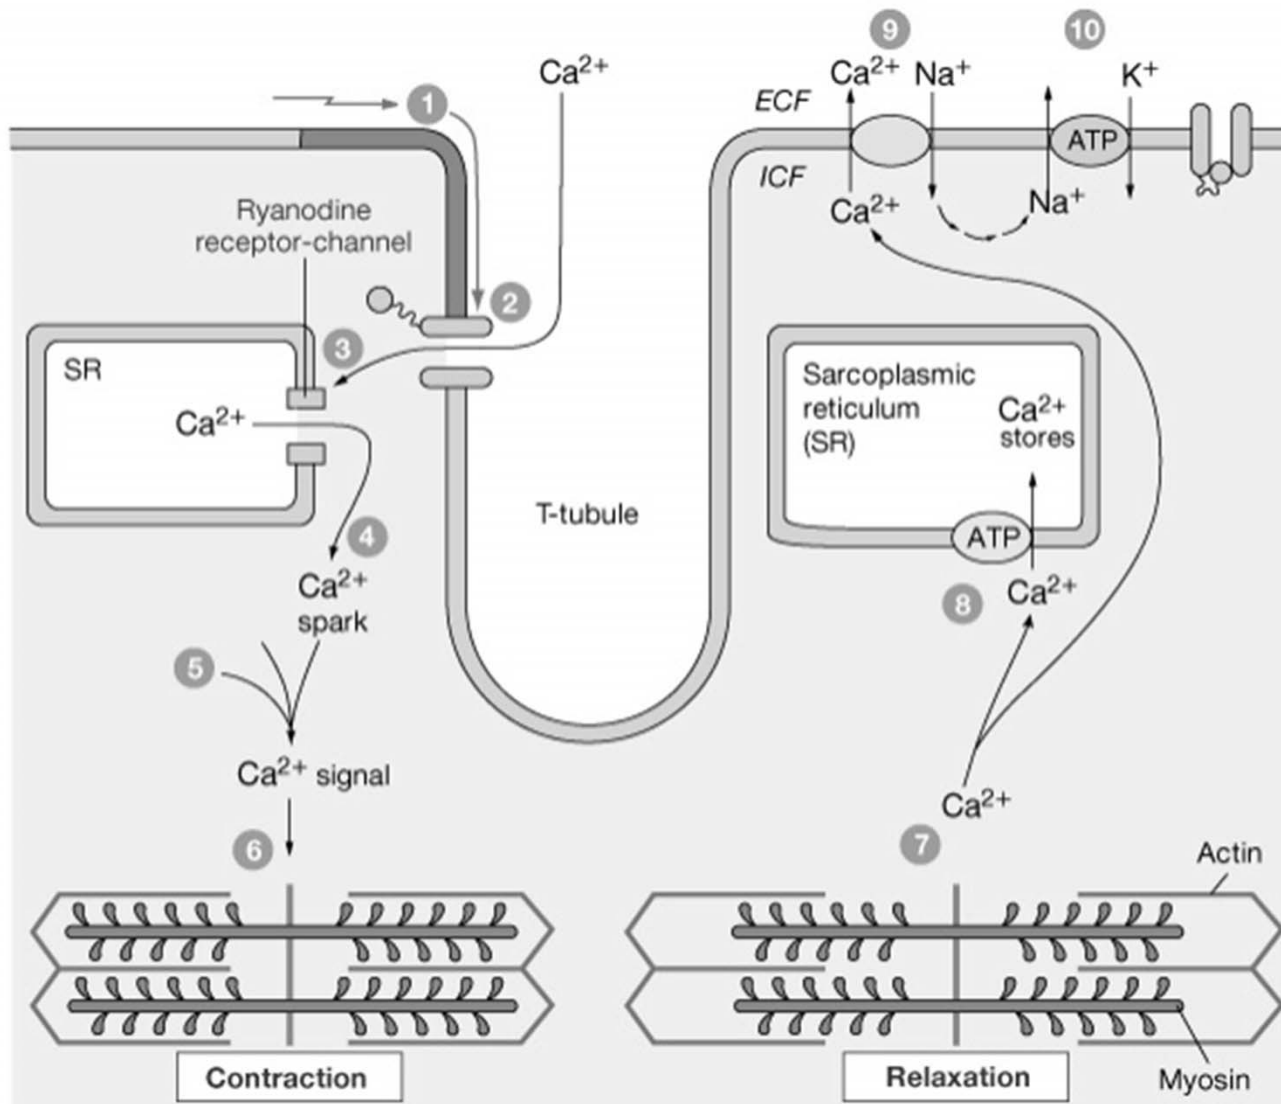 9
10
Ca2+
Ca2+ Na+
K+
1
ECF
ATP
ICF
Ca2+
Na+
Ryanodine
receptor-channel
2
3
SR
Ca2+
Sarcoplasmic
reticulum
(SR)
Ca2+
stores
T-tubule
4
ATP
Ca2+
spark
8
Ca2+
5
Ca2+ signal
Ca2+
6
7
Actin
Contraction
Relaxation
Myosin